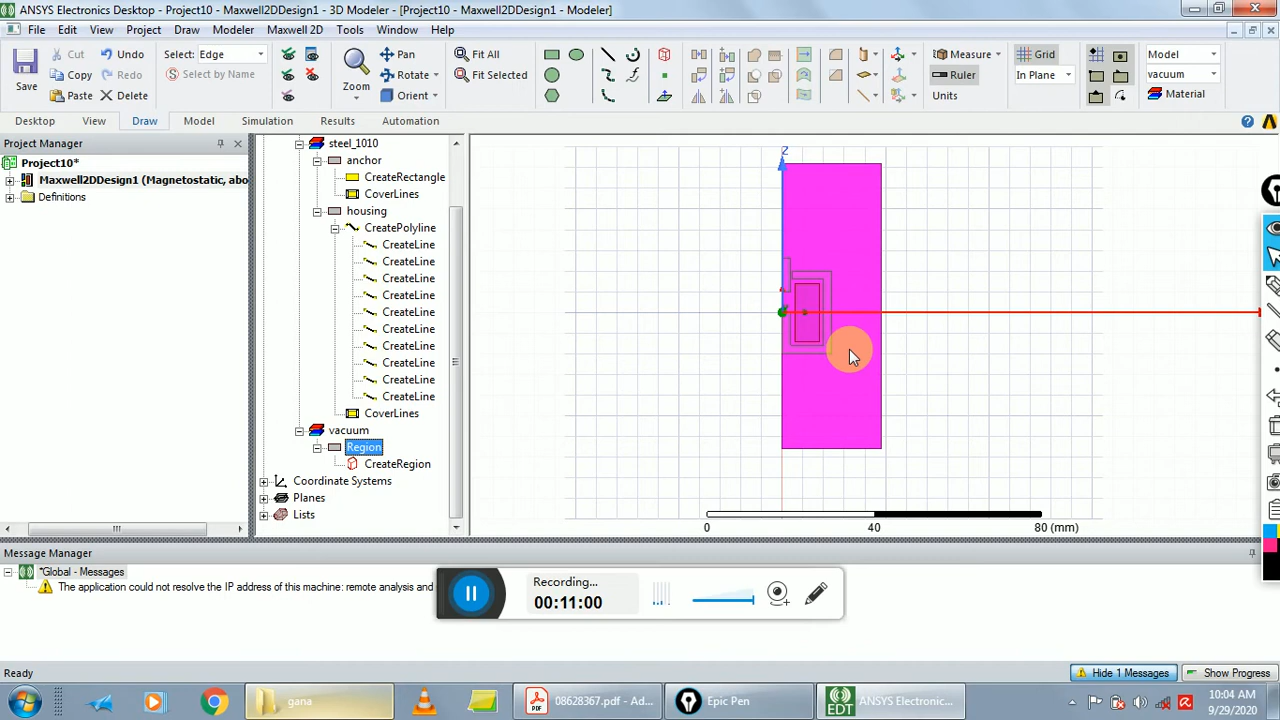 ANSYS Electronics Desktop - Project10 - Maxwell2DDesign1 - 3D Modeler - [Project10 - Maxwell2DDesign1 - Modeler]
File Edit View Project Draw Modeler Maxwell 2D Tools Window Help
Save
Cut
Copy
Paste
Undo
Redo
Delete
Select: Edge
Select by Name
Zoom
Pan
Rotate
Orient
Fit All
Fit Selected
Measure
Ruler
Units
Grid
In Plane
Model
vacuum
Material
Desktop View Draw Model Simulation Results Automation
Project Manager
Project10*
Maxwell2DDesign1 (Magnetostatic, abo
Definitions
steel_1010
anchor
CreateRectangle
CoverLines
housing
CreatePolyline
CreateLine
CreateLine
CreateLine
CreateLine
CreateLine
CreateLine
CreateLine
CreateLine
CreateLine
CreateLine
CoverLines
vacuum
Region
CreateRegion
Coordinate Systems
Planes
Lists
Z
0 40 80 (mm)
Message Manager
*Global - Messages
The application could not resolve the IP address of this machine: remote analysis and
Recording...
00:11:00
Ready
Hide 1 Messages
Show Progress
gana
08628367.pdf - Ad...
Epic Pen
EDT
ANSYS Electronic...
10:04 AM
9/29/2020